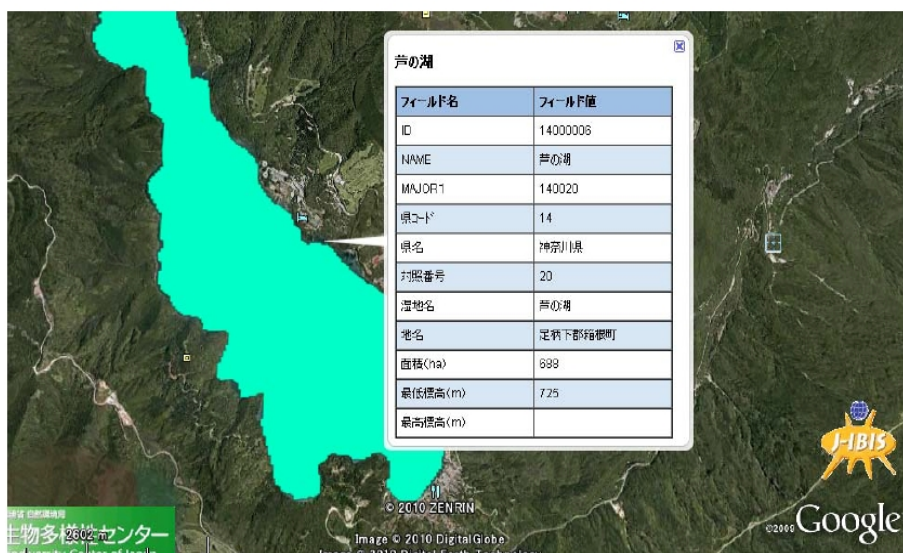 芦の湖
フィールド名 フィールド値
ID 14000006
NAME 芦の湖
MAJOR1 140020
県コード 14
県名 神奈川県
対照番号 20
湿地名 芦の湖
地名 足柄下郡箱根町
面積(ha) 688
最低標高(m) 725
最高標高(m)
J-IBIS
© 2010 ZENRIN
©2009 Google
生物多様性センター
2602 m
Image © 2010 DigitalGlobe